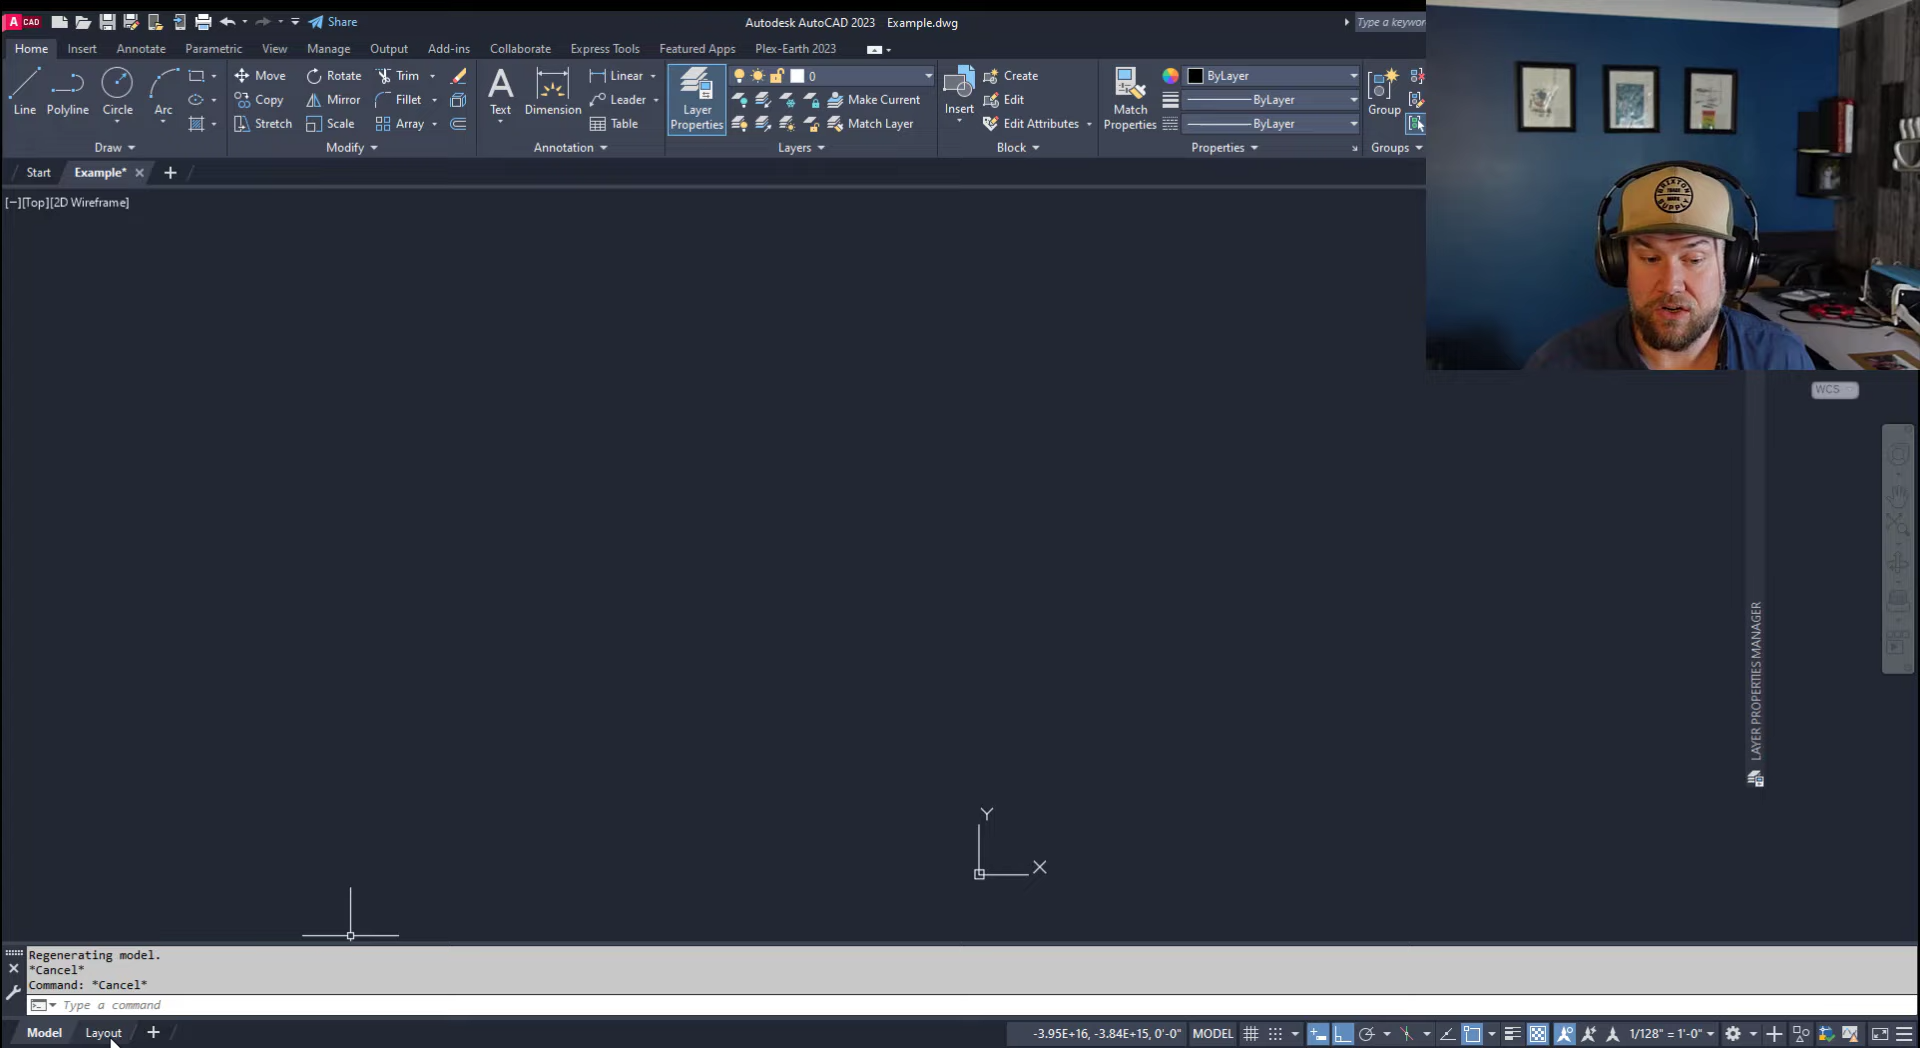 A CAD
Share
Autodesk AutoCAD 2023 Example.dwg
Type a keywor
Home Insert Annotate Parametric View Manage Output Add-ins Collaborate Express Tools Featured Apps Plex-Earth 2023
Line Polyline Circle Arc
Move Rotate Trim
Copy Mirror Fillet
Stretch Scale Array
A
Text Dimension
Linear
Leader
Table
Layer
Properties
0
Make Current
Match Layer
Insert
Create
Edit
Edit Attributes
Match
Properties
ByLayer
ByLayer
ByLayer
Group
Draw Modify Annotation Layers Block Properties Groups
Start Example*
[−][Top][2D Wireframe]
BRIXTON
SUPPLY
WCS
LAYER PROPERTIES MANAGER
Y
X
Regenerating model.
*Cancel*
Command: *Cancel*
Type a command
Model Layout
-3.95E+16, -3.84E+15, 0'-0" MODEL
1/128" = 1'-0"